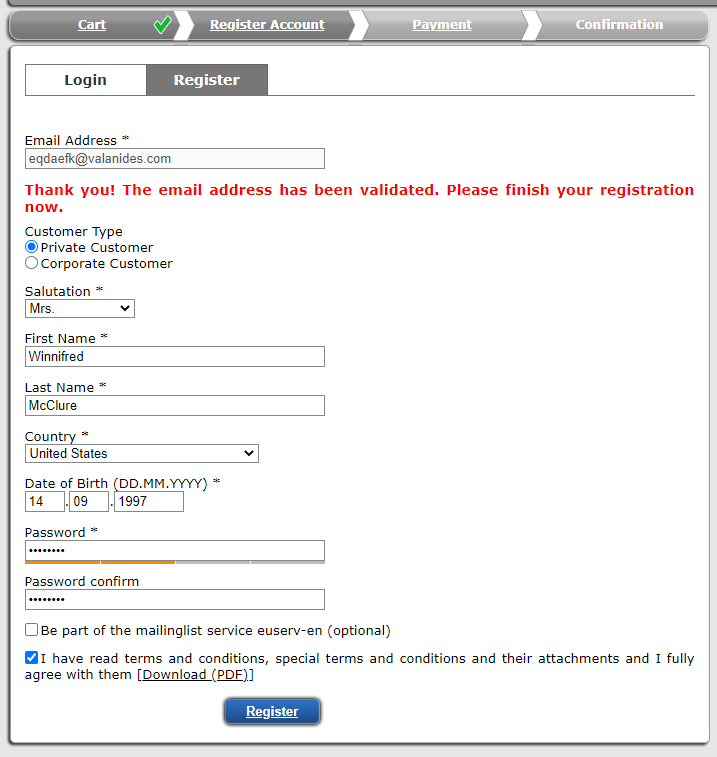 Cart Register Account Payment Confirmation
Login Register
Email Address *
eqdaefk@valanides.com
Thank you! The email address has been validated. Please finish your registration
now.
Customer Type
Private Customer
Corporate Customer
Salutation *
Mrs.
First Name *
Winnifred
Last Name *
McClure
Country *
United States
Date of Birth (DD.MM.YYYY) *
14 . 09 . 1997
Password *
••••••••
Password confirm
••••••••
Be part of the mailinglist service euserv-en (optional)
I have read terms and conditions, special terms and conditions and their attachments and I fully
agree with them [Download (PDF)]
Register